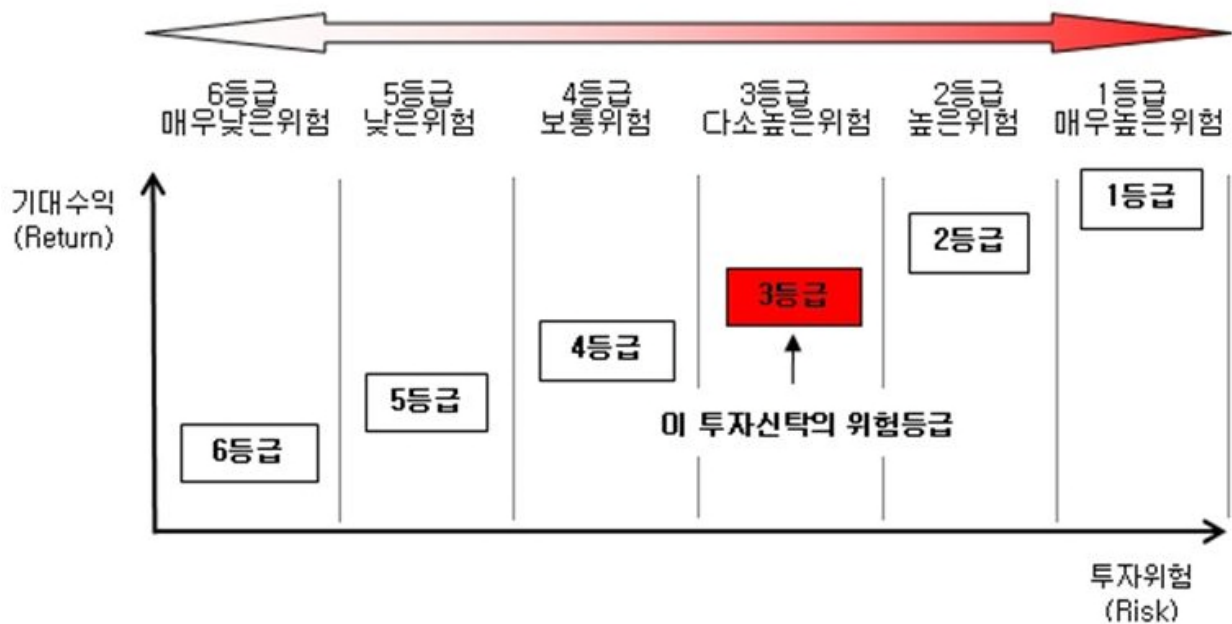 6등급 5등급 4등급 3등급 2등급 1등급
매우낮은위험 낮은위험 보통위험 다소높은위험 높은위험 매우높은위험
기대수익
(Return)
1등급
2등급
3등급
4등급
5등급
이 투자신탁의 위험등급
6등급
투자위험
(Risk)